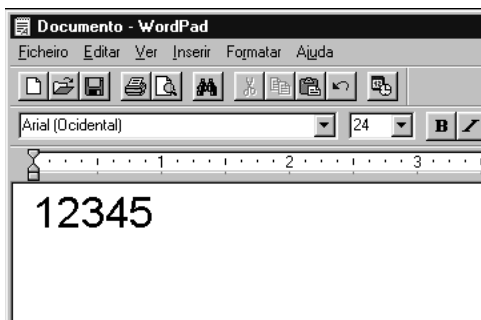 Documento - WordPad
Ficheiro Editar Ver Inserir Formatar Ajuda
Arial (Ocidental) 24 B I
1 2 3
12345